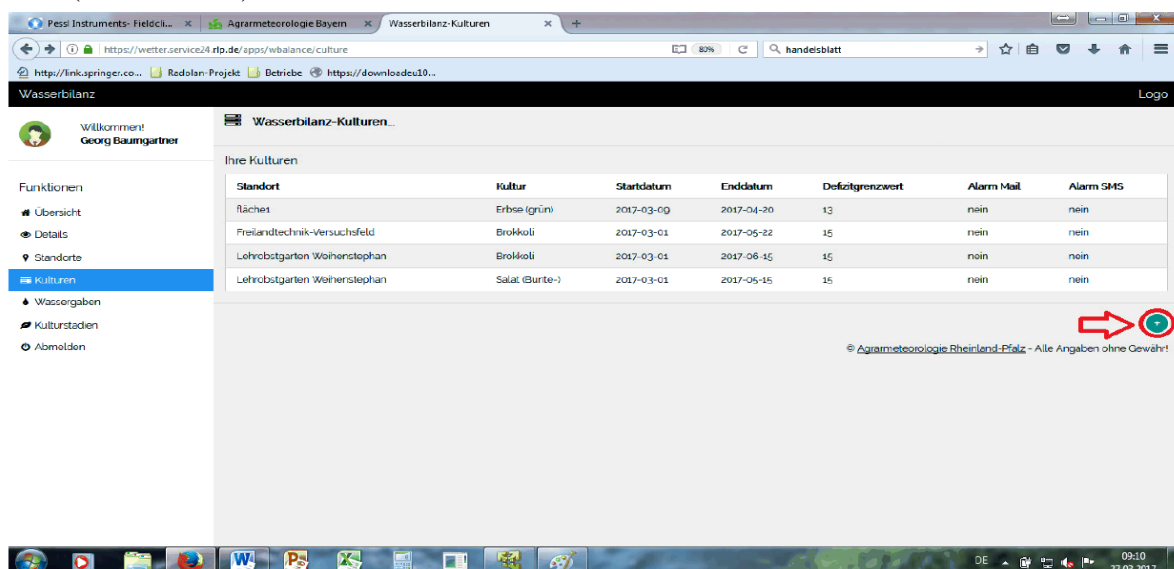 Pessl Instruments- Fieldcli... × Agrarmeteorologie Bayern × Wasserbilanz-Kulturen × +
https://wetter.service24.rlp.de/apps/wbalance/culture 80% handelsblatt
http://link.springer.co... Radolan-Projekt Betriebe https://downloadeu10...
Wasserbilanz Logo
Willkommen!
Georg Baumgartner
Wasserbilanz-Kulturen...
Ihre Kulturen
Funktionen
Übersicht
Details
Standorte
Kulturen
Wassergaben
Kulturstadien
Abmelden
Standort Kultur Startdatum Enddatum Defizitgrenzwert Alarm Mail Alarm SMS
fläche1 Erbse (grün) 2017-03-09 2017-04-20 13 nein nein
Freilandtechnik-Versuchsfeld Brokkoli 2017-03-01 2017-05-22 15 nein nein
Lehrobstgarten Weihenstephan Brokkoli 2017-03-01 2017-06-15 15 nein nein
Lehrobstgarten Weihenstephan Salat (Bunte-) 2017-03-01 2017-05-15 15 nein nein
+
© Agrarmeteorologie Rheinland-Pfalz - Alle Angaben ohne Gewähr!
DE 09:10
27.03.2017